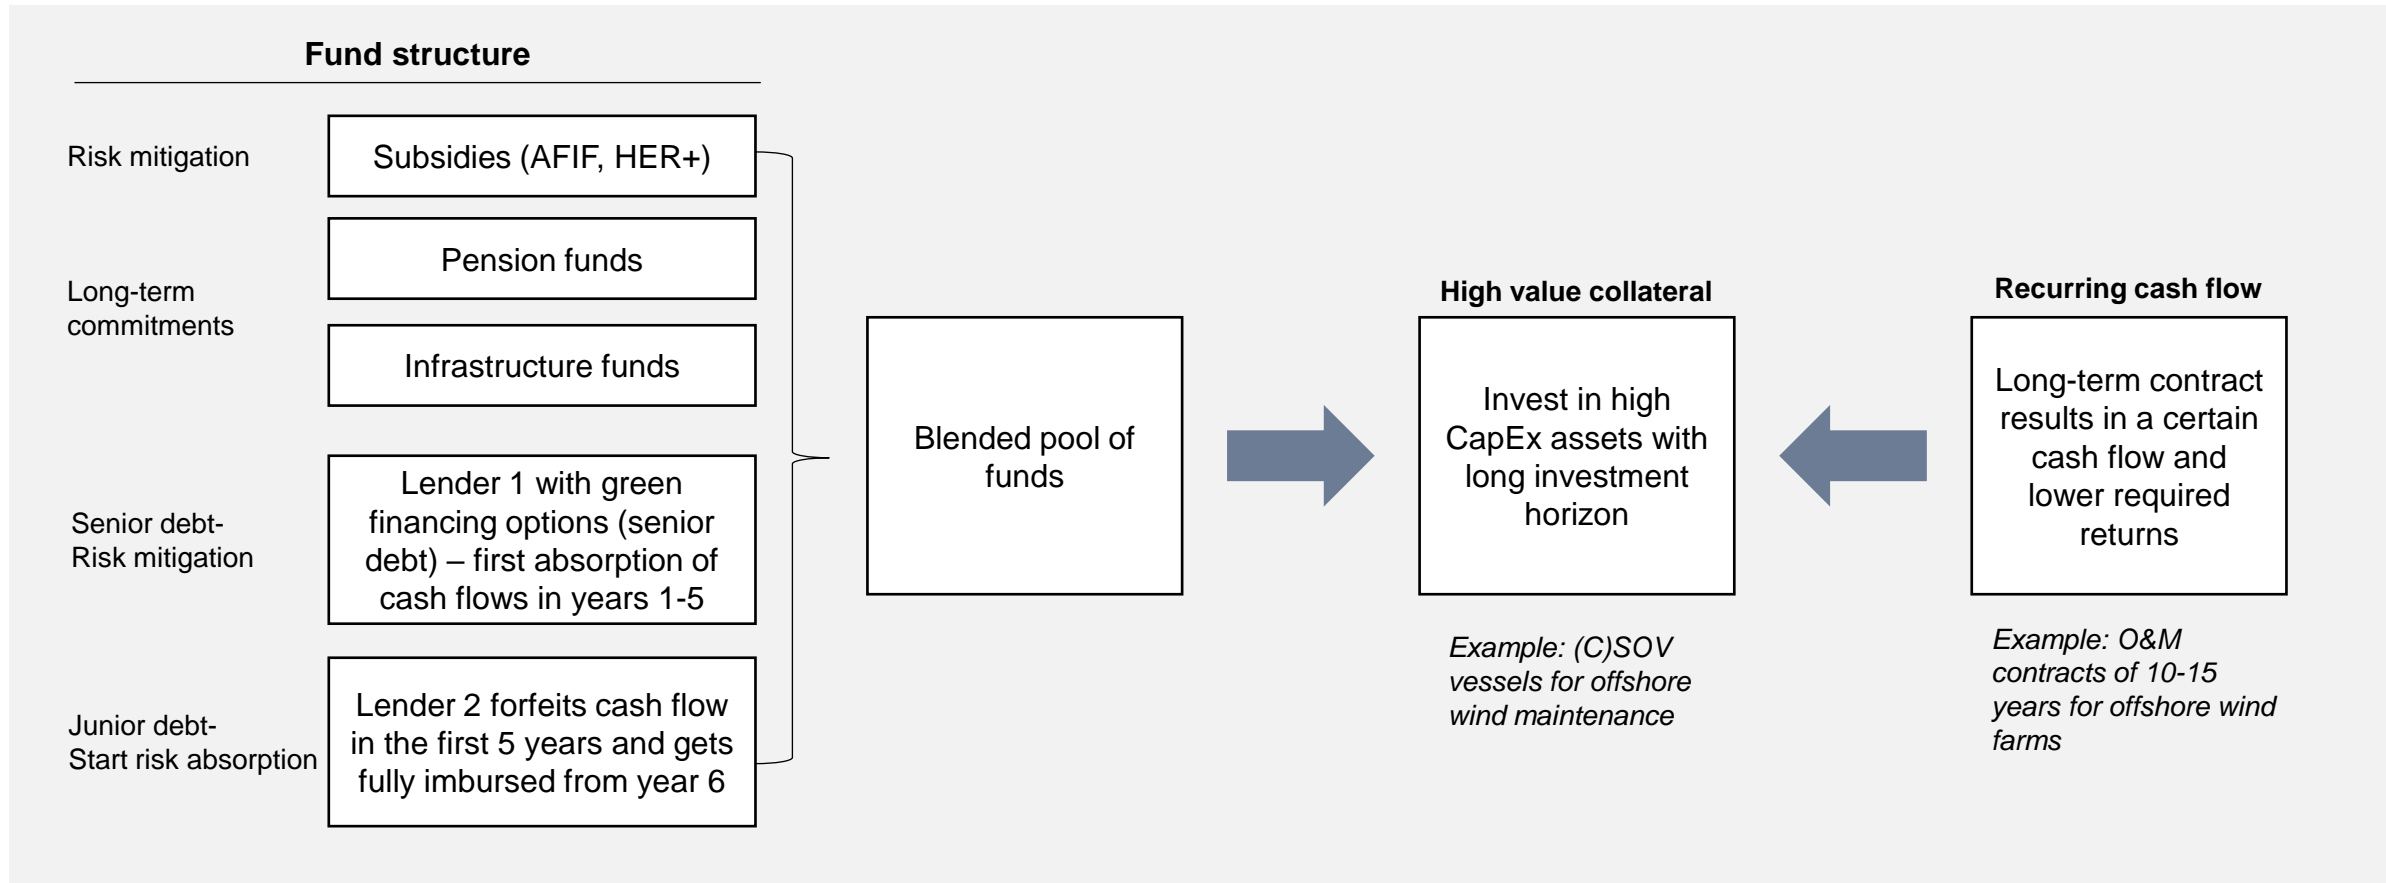 Fund structure
Risk mitigation
Subsidies (AFIF, HER+)
Long-term
commitments
Pension funds
Infrastructure funds
Senior debt-
Risk mitigation
Lender 1 with green
financing options (senior
debt) – first absorption of
cash flows in years 1-5
Junior debt-
Start risk absorption
Lender 2 forfeits cash flow
in the first 5 years and gets
fully imbursed from year 6
Blended pool of
funds
High value collateral
Invest in high
CapEx assets with
long investment
horizon
Example: (C)SOV
vessels for offshore
wind maintenance
Recurring cash flow
Long-term contract
results in a certain
cash flow and
lower required
returns
Example: O&M
contracts of 10-15
years for offshore wind
farms